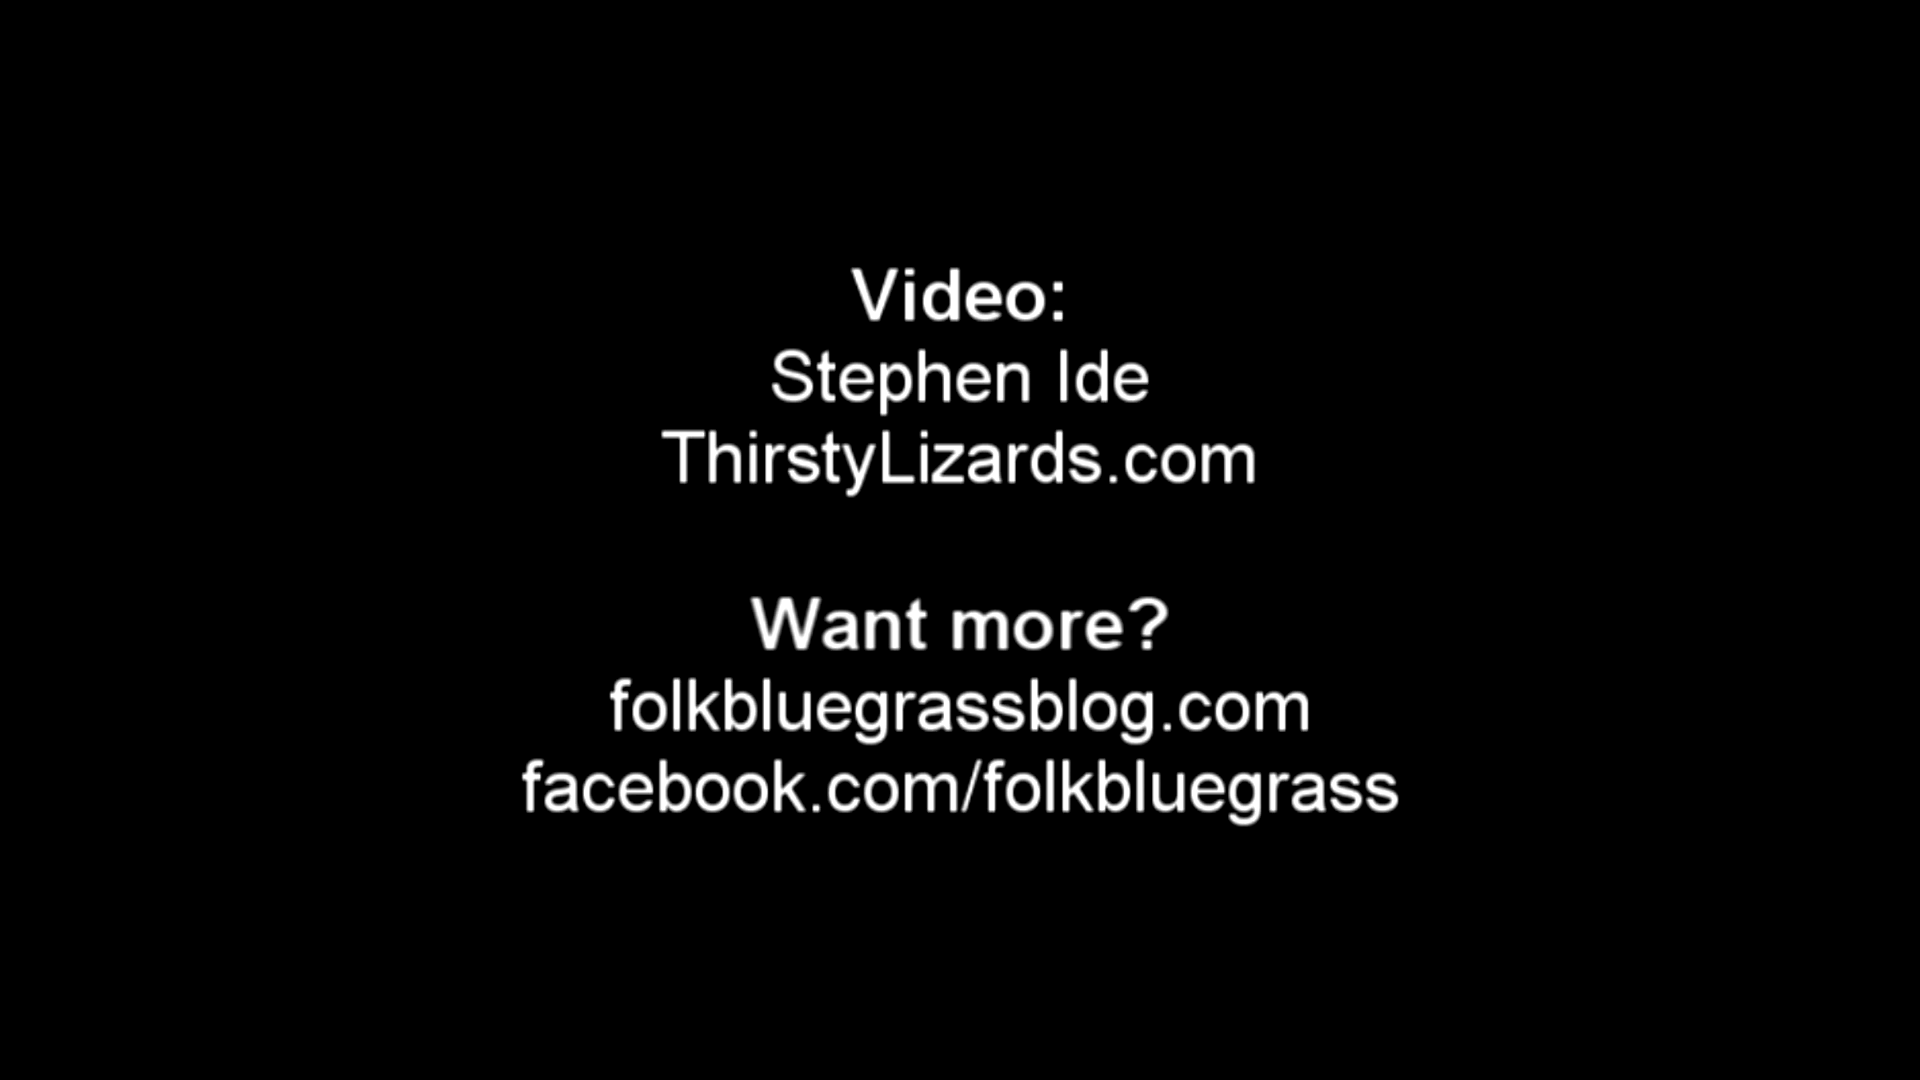 Video:
Stephen Ide
ThirstyLizards.com
Want more?
folkbluegrassblog.com
facebook.com/folkbluegrass